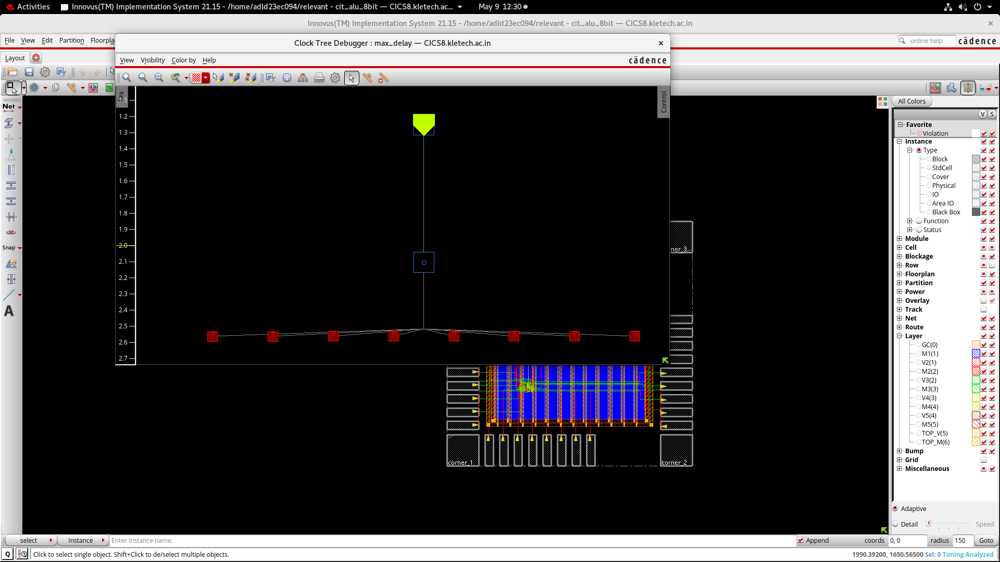 Activities
Innovus(TM) Implementation System 21.15 - /home/adld23ec094/relevant - cit_alu_8bit — CICS8.kletech.ac...
May 9 12:30
Innovus(TM) Implementation System 21.15 - /home/adld23ec094/relevant - cit_alu_8bit — CICS8.kletech.ac.in
File View Edit Partition Floorpla
online help
cādence
Layout
Clock Tree Debugger : max_delay — CICS8.kletech.ac.in
View Visibility Color by Help
cādence
Key
Control
1.2
1.3
1.4
1.5
1.6
1.7
1.8
1.9
2.0
2.1
2.2
2.3
2.4
2.5
2.6
2.7
Net
Snap
A
ner_3
corner_1
corner_2
All Colors
V S
Favorite
Violation
Instance
Type
Block
StdCell
Cover
Physical
IO
Area IO
Black Box
Function
Status
Module
Cell
Blockage
Row
Floorplan
Partition
Power
Overlay
Track
Net
Route
Layer
GC(0)
M1(1)
V2(1)
M2(2)
V3(2)
M3(3)
V4(3)
M4(4)
V5(4)
M5(5)
TOP_V(5)
TOP_M(6)
Bump
Grid
Miscellaneous
Adaptive
Detail Speed
select Instance Enter Instance name. Append coords 0, 0 radius 150 Goto
Q Click to select single object. Shift+Click to de/select multiple objects. 1990.39200, 1650.56500 Sel: 0 Timing Analyzed